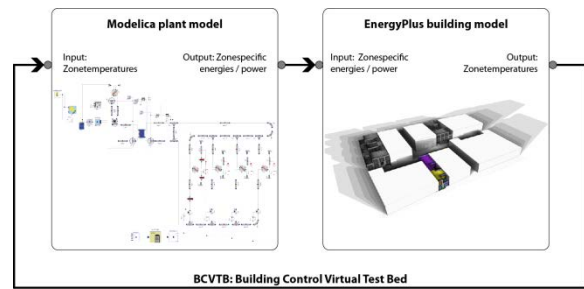 Modelica plant model
Input:
Zonetemperatures
Output: Zonespecific
energies / power
EnergyPlus building model
Input: Zonespecific
energies / power
Output:
Zonetemperatures
BCVTB: Building Control Virtual Test Bed